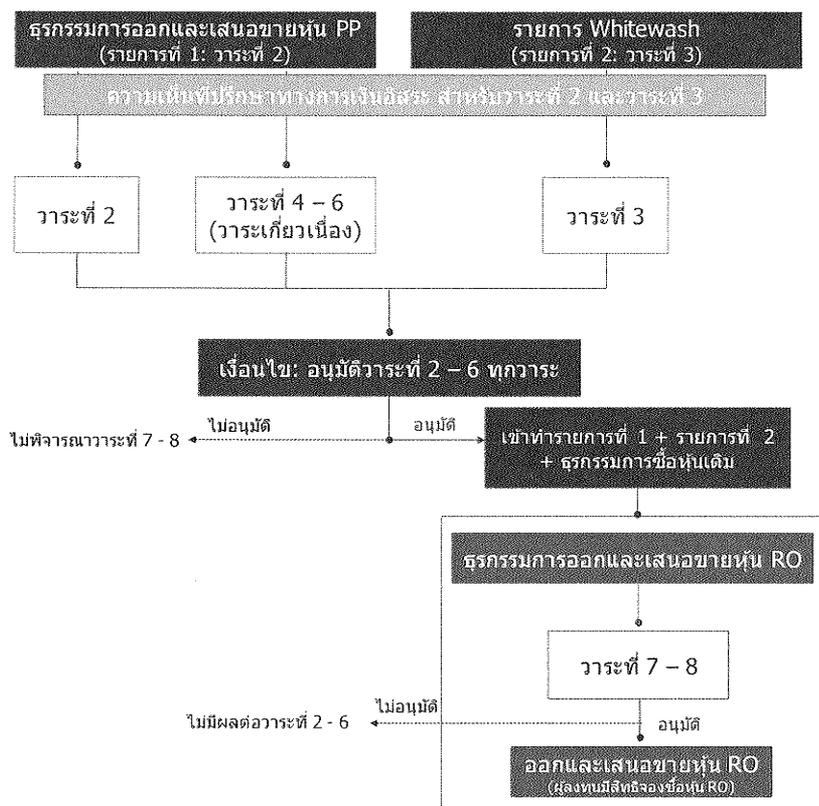 ธุรกรรมการออกและเสนอขายหุ้น PP
(รายการที่ 1: วาระที่ 2)
รายการ Whitewash
(รายการที่ 2: วาระที่ 3)
ความเห็นที่ปรึกษาทางการเงินอิสระ สำหรับวาระที่ 2 และวาระที่ 3
วาระที่ 2
วาระที่ 4 – 6
(วาระเกี่ยวเนื่อง)
วาระที่ 3
เงื่อนไข: อนุมัติวาระที่ 2 – 6 ทุกวาระ
ไม่พิจารณาวาระที่ 7 - 8
ไม่อนุมัติ
อนุมัติ
เข้าทำรายการที่ 1 + รายการที่ 2
+ ธุรกรรมการซื้อหุ้นเดิม
ธุรกรรมการออกและเสนอขายหุ้น RO
วาระที่ 7 – 8
ไม่มีผลต่อวาระที่ 2 - 6
ไม่อนุมัติ
อนุมัติ
ออกและเสนอขายหุ้น RO
(ผู้ลงทุนมีสิทธิจองซื้อหุ้น RO)